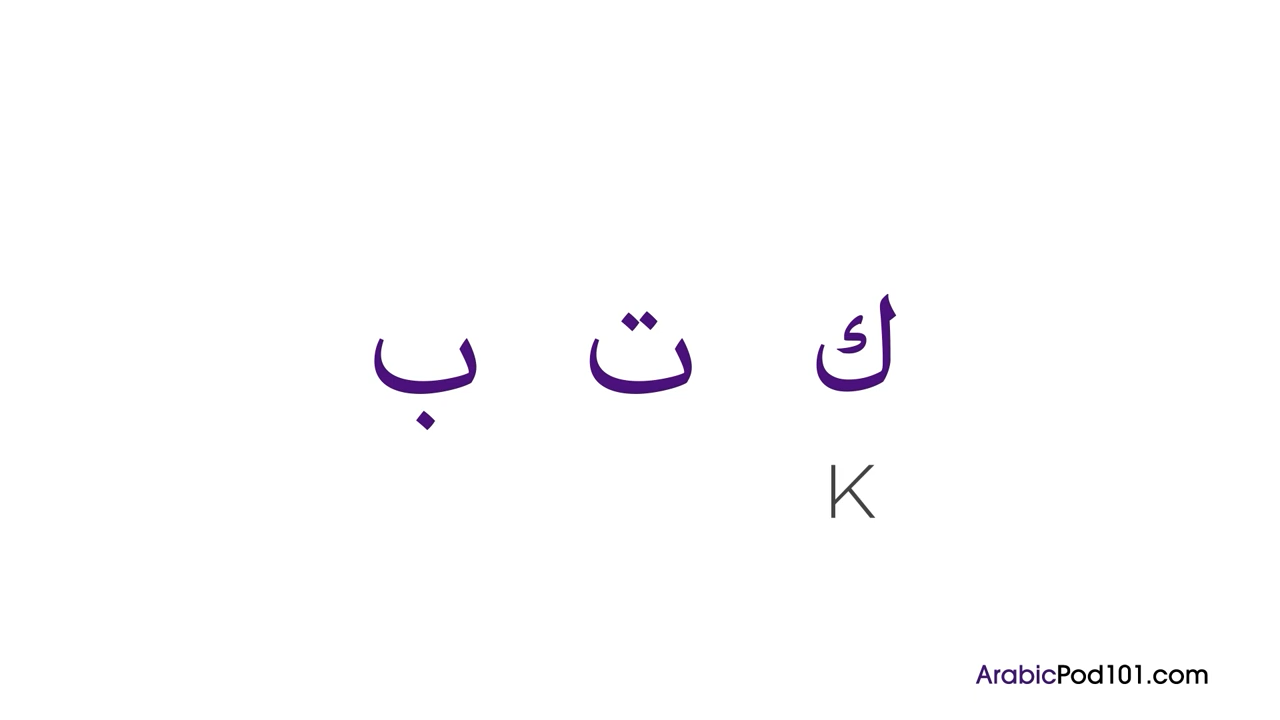 ك ت ب
K
ArabicPod101.com